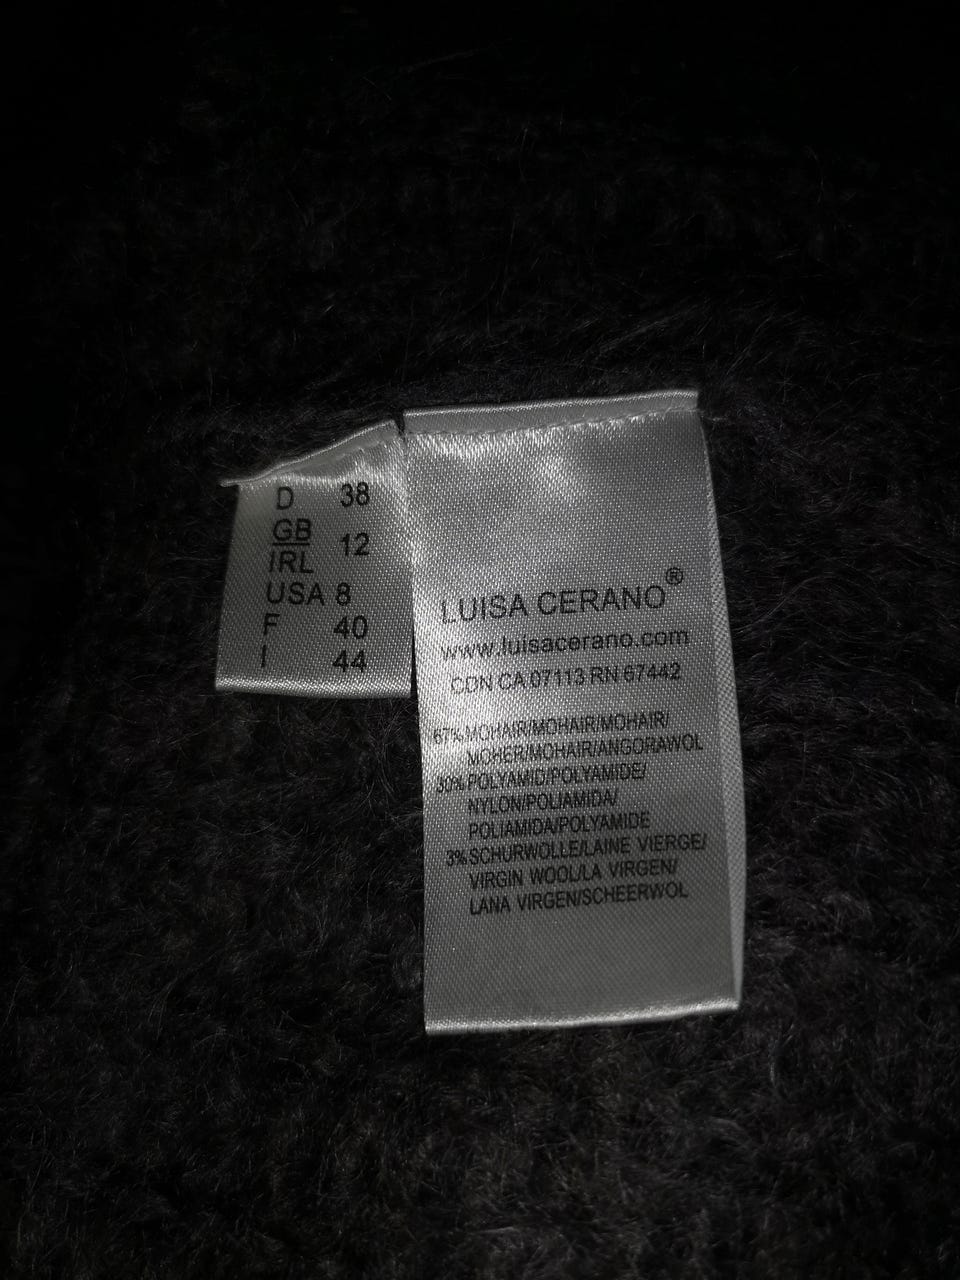 D 38
GB 12
IRL
USA 8
F 40
I 44
LUISA CERANO®
www.luisacerano.com
CDN CA 07113 RN 67442
67% MOHAIR/MOHAIR/MOHAIR/
MOHER/MOHAIR/ANGORAWOL
30% POLYAMID/POLYAMIDE/
NYLON/POLIAMIDA/
POLIAMIDA/POLYAMIDE
3% SCHURWOLLE/LAINE VIERGE/
VIRGIN WOOL/LA VIRGEN/
LANA VIRGEN/SCHEERWOL